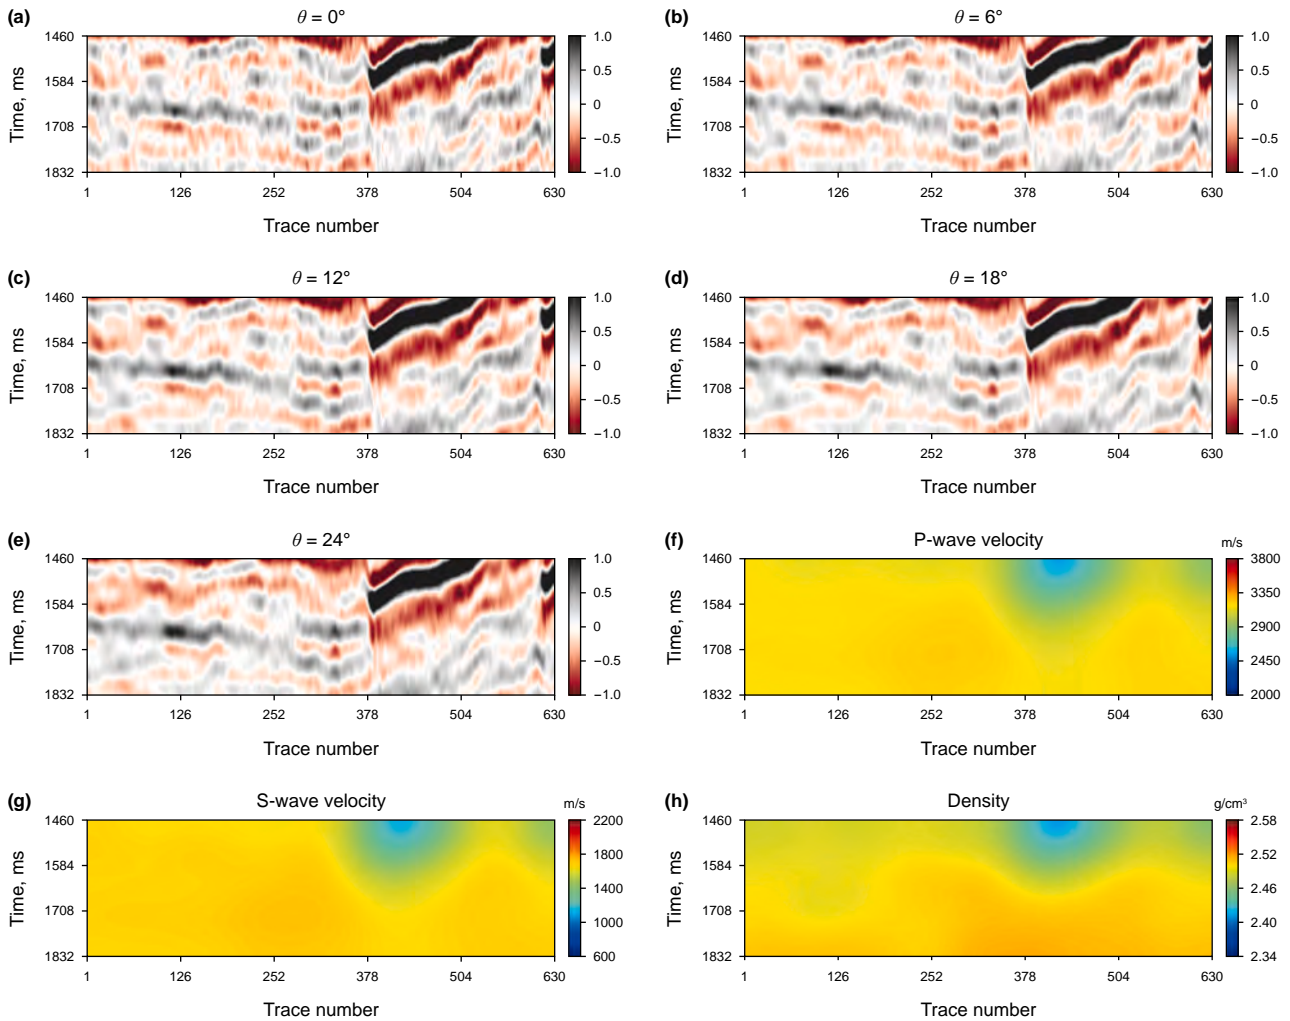 (a)
θ = 0°
1460
1584
1708
1832
Time, ms
1 126 252 378 504 630
Trace number
1.0
0.5
0
−0.5
−1.0
(b)
θ = 6°
1460
1584
1708
1832
Time, ms
1 126 252 378 504 630
Trace number
1.0
0.5
0
−0.5
−1.0
(c)
θ = 12°
1460
1584
1708
1832
Time, ms
1 126 252 378 504 630
Trace number
1.0
0.5
0
−0.5
−1.0
(d)
θ = 18°
1460
1584
1708
1832
Time, ms
1 126 252 378 504 630
Trace number
1.0
0.5
0
−0.5
−1.0
(e)
θ = 24°
1460
1584
1708
1832
Time, ms
1 126 252 378 504 630
Trace number
1.0
0.5
0
−0.5
−1.0
(f)
P-wave velocity
m/s
1460
1584
1708
1832
Time, ms
1 126 252 378 504 630
Trace number
3800
3350
2900
2450
2000
(g)
S-wave velocity
m/s
1460
1584
1708
1832
Time, ms
1 126 252 378 504 630
Trace number
2200
1800
1400
1000
600
(h)
Density
g/cm³
1460
1584
1708
1832
Time, ms
1 126 252 378 504 630
Trace number
2.58
2.52
2.46
2.40
2.34